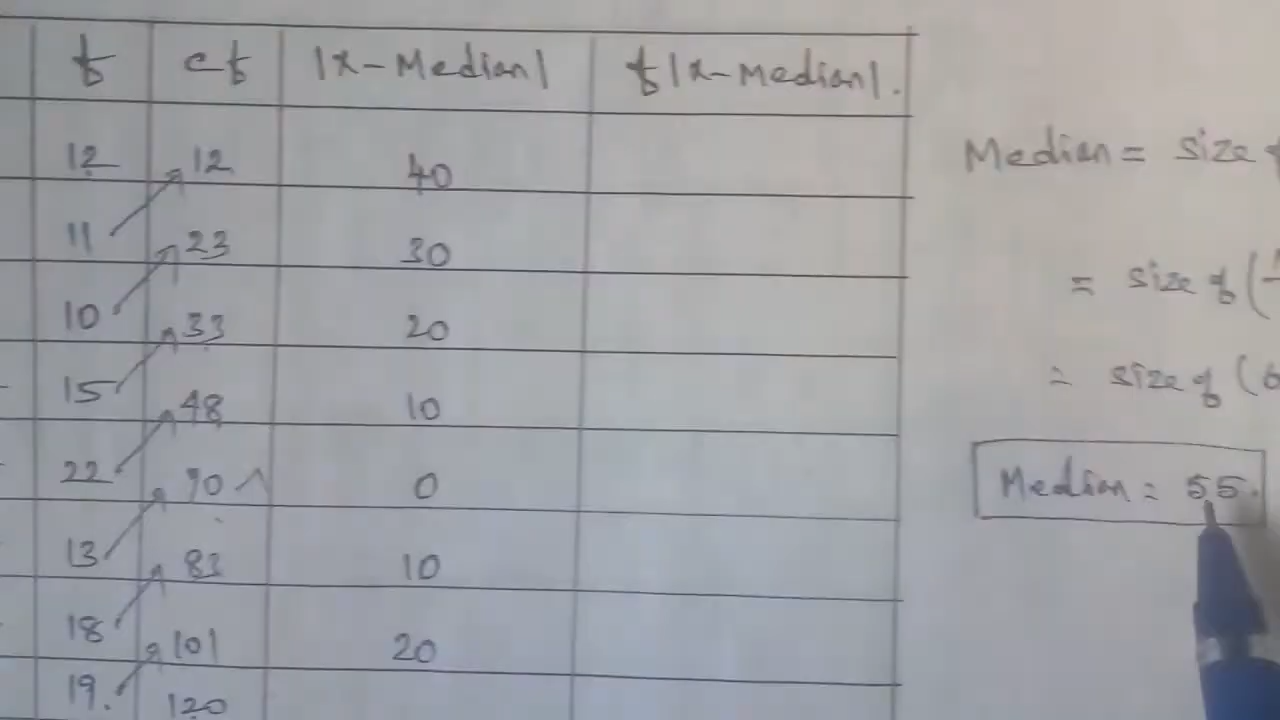 f cf |x-Median| f|x-Median|.
12 12 40
11 23 30
10 33 20
15 48 10
22 70 0
13 83 10
18 101 20
19. 120
Median = size
= size of (
= size of (6
Median = 55.